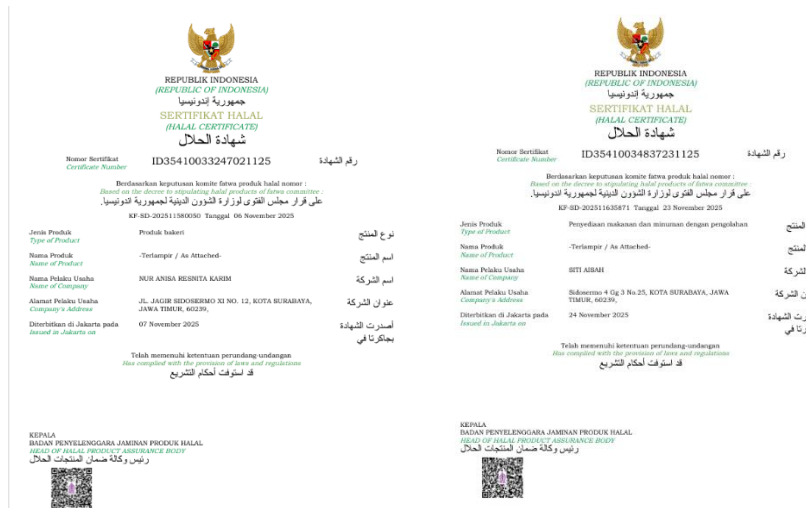 REPUBLIK INDONESIA
(REPUBLIC OF INDONESIA)
جمهورية إندونيسيا
SERTIFIKAT HALAL
(HALAL CERTIFICATE)
شهادة الحلال
Nomor Sertifikat ID35410033247021125 رقم الشهادة
Certificate Number
Berdasarkan keputusan komite fatwa produk halal nomor :
Based on the decree to stipulating halal products of fatwa committee :
على قرار مجلس الفتوى لوزارة الشؤون الدينية لجمهورية اندونيسيا.
KF-SD-202511580050 Tanggal 06 November 2025
Jenis Produk Produk bakeri نوع المنتج
Type of Product
Nama Produk -Terlampir / As Attached- اسم المنتج
Name of Product
Nama Pelaku Usaha NUR ANISA RESNITA KARIM اسم الشركة
Name of Company
Alamat Pelaku Usaha JL. JAGIR SIDOSERMO XI NO. 12, KOTA SURABAYA, عنوان الشركة
Company's Address JAWA TIMUR, 60239,
Diterbitkan di Jakarta pada 07 November 2025 أصدرت الشهادة
Issued in Jakarta on بجاكرتا في
Telah memenuhi ketentuan perundang-undangan
Has complied with the provision of laws and regulations
قد استوفت أحكام التشريع
KEPALA
BADAN PENYELENGGARA JAMINAN PRODUK HALAL
HEAD OF HALAL PRODUCT ASSURANCE BODY
رئيس وكالة ضمان المنتجات الحلال
REPUBLIK INDONESIA
(REPUBLIC OF INDONESIA)
جمهورية إندونيسيا
SERTIFIKAT HALAL
(HALAL CERTIFICATE)
شهادة الحلال
Nomor Sertifikat ID35410034837231125 رقم الشهادة
Certificate Number
Berdasarkan keputusan komite fatwa produk halal nomor :
Based on the decree to stipulating halal products of fatwa committee :
على قرار مجلس الفتوى لوزارة الشؤون الدينية لجمهورية اندونيسيا.
KF-SD-202511635871 Tanggal 23 November 2025
Jenis Produk Penyediaan makanan dan minuman dengan pengolahan المنتج
Type of Product
Nama Produk -Terlampir / As Attached- المنتج
Name of Product
Nama Pelaku Usaha SITI AISAH الشركة
Name of Company
Alamat Pelaku Usaha Sidosermo 4 Gg 3 No.25, KOTA SURABAYA, JAWA الشركة
Company's Address TIMUR, 60239,
Diterbitkan di Jakarta pada 24 November 2025 الشهادة
Issued in Jakarta on في
Telah memenuhi ketentuan perundang-undangan
Has complied with the provision of laws and regulations
قد استوفت أحكام التشريع
KEPALA
BADAN PENYELENGGARA JAMINAN PRODUK HALAL
HEAD OF HALAL PRODUCT ASSURANCE BODY
رئيس وكالة ضمان المنتجات الحلال